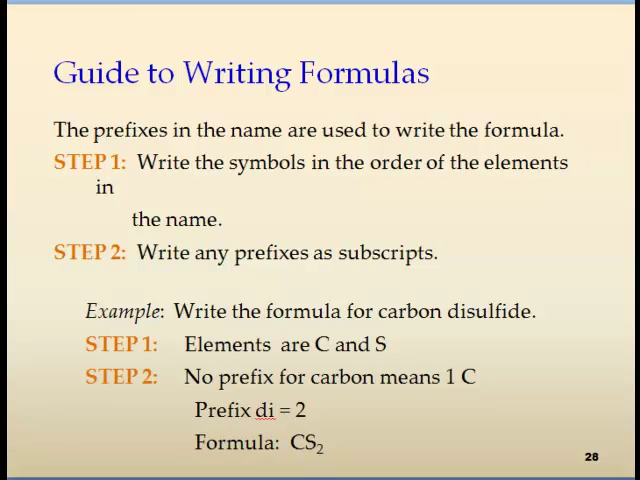 Guide to Writing Formulas
The prefixes in the name are used to write the formula.
STEP 1: Write the symbols in the order of the elements
in
the name.
STEP 2: Write any prefixes as subscripts.
Example: Write the formula for carbon disulfide.
STEP 1: Elements are C and S
STEP 2: No prefix for carbon means 1 C
Prefix di = 2
Formula: CS₂
28